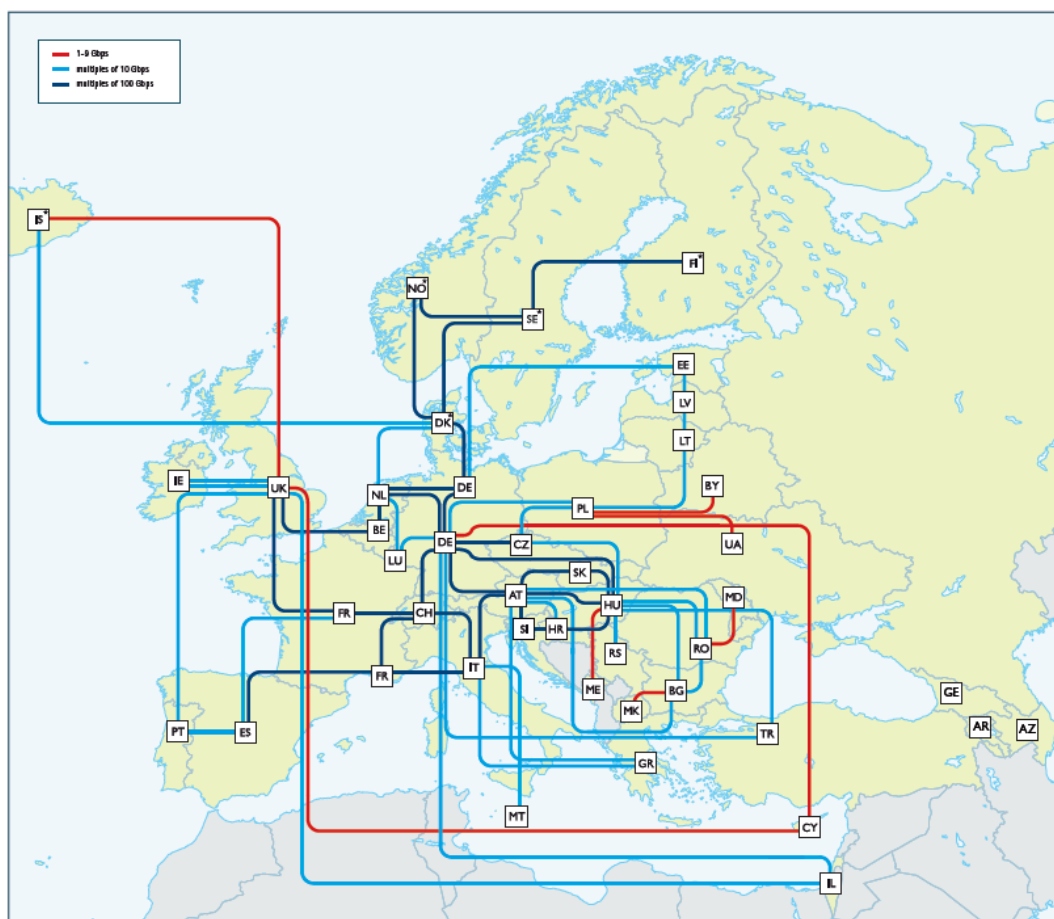 1-9 Gbps
multiples of 10 Gbps
multiples of 100 Gbps
IS*
FI*
NO*
SE*
EE
LV
DK*
LT
IE
UK
NL
DE
BY
PL
BE
DE
CZ
UA
LU
SK
AT
HU
MD
FR
CH
SI
HR
RO
RS
IT
FR
ME
BG
GE
MK
PT
ES
TR
AR
AZ
GR
MT
CY
IL